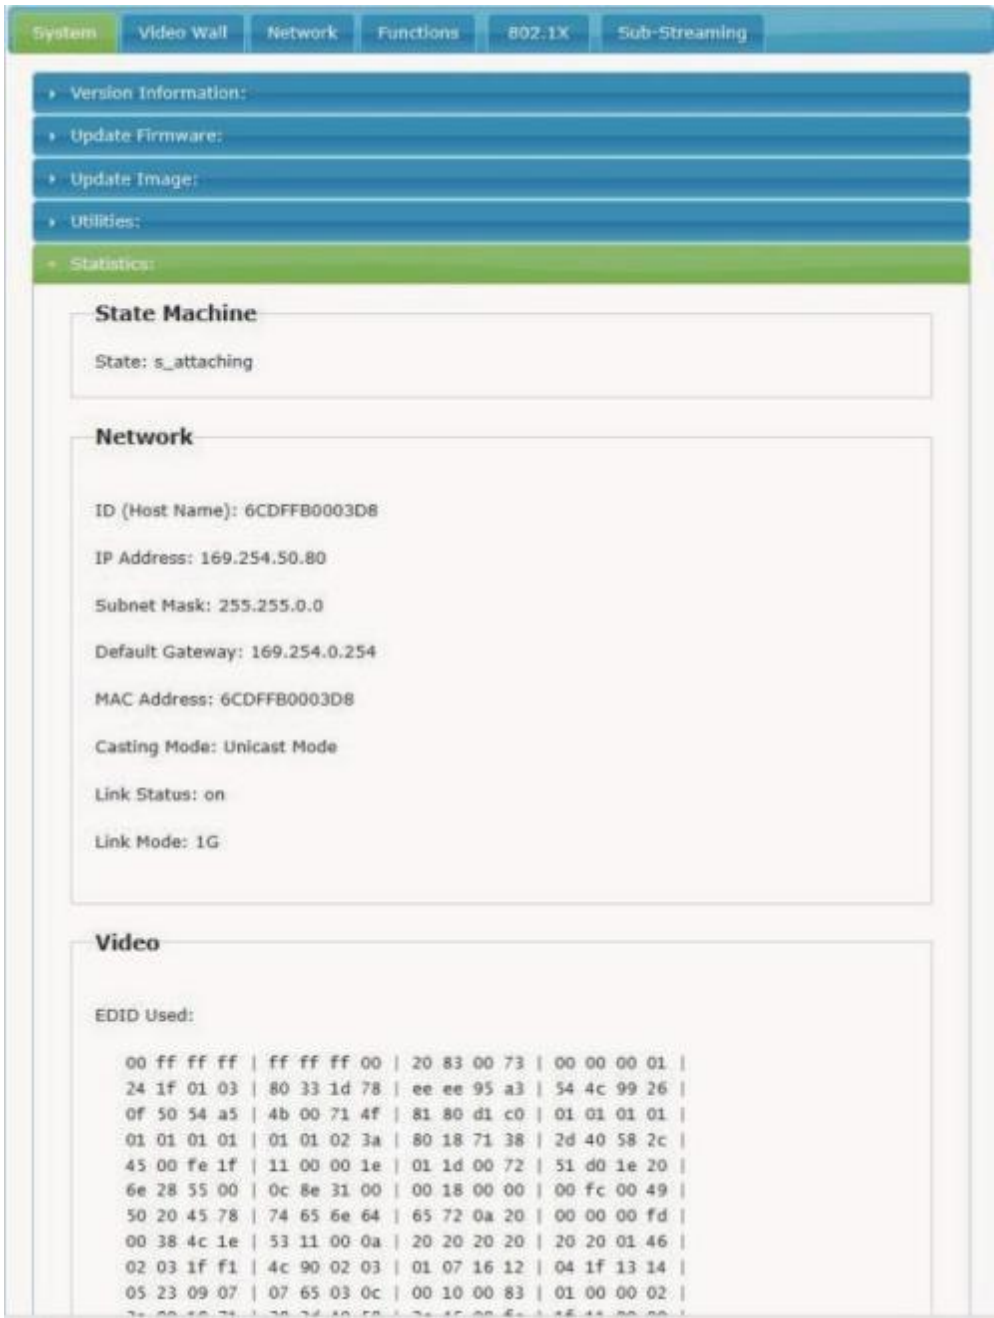 System Video Wall Network Functions 802.1X Sub-Streaming
Version Information:
Update Firmware:
Update Image:
Utilities:
Statistics:
State Machine
State: s_attaching
Network
ID (Host Name): 6CDFFB0003D8
IP Address: 169.254.50.80
Subnet Mask: 255.255.0.0
Default Gateway: 169.254.0.254
MAC Address: 6CDFFB0003D8
Casting Mode: Unicast Mode
Link Status: on
Link Mode: 1G
Video
EDID Used:
00 ff ff ff | ff ff ff 00 | 20 83 00 73 | 00 00 00 01 |
24 1f 01 03 | 80 33 1d 78 | ee ee 95 a3 | 54 4c 99 26 |
0f 50 54 a5 | 4b 00 71 4f | 81 80 d1 c0 | 01 01 01 01 |
01 01 01 01 | 01 01 02 3a | 80 18 71 38 | 2d 40 58 2c |
45 00 fe 1f | 11 00 00 1e | 01 1d 00 72 | 51 d0 1e 20 |
6e 28 55 00 | 0c 8e 31 00 | 00 18 00 00 | 00 fc 00 49 |
50 20 45 78 | 74 65 6e 64 | 65 72 0a 20 | 00 00 00 fd |
00 38 4c 1e | 53 11 00 0a | 20 20 20 20 | 20 20 01 46 |
02 03 1f f1 | 4c 90 02 03 | 01 07 16 12 | 04 1f 13 14 |
05 23 09 07 | 07 65 03 0c | 00 10 00 83 | 01 00 00 02 |